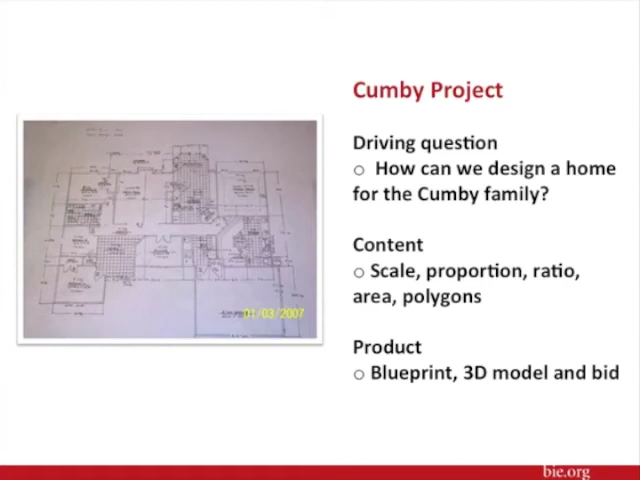 Cumby Project
Driving question
o How can we design a home
for the Cumby family?
Content
o Scale, proportion, ratio,
area, polygons
Product
o Blueprint, 3D model and bid
01/03/2007
bie.org